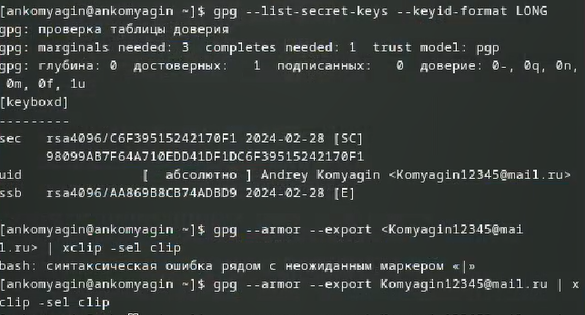 [ankomyagin@ankomyagin ~]$ gpg --list-secret-keys --keyid-format LONG
gpg: проверка таблицы доверия
gpg: marginals needed: 3  completes needed: 1  trust model: pgp
gpg: глубина: 0  достоверных:   1  подписанных:   0  доверие: 0-, 0q, 0n,
 0m, 0f, 1u
[keyboxd]
---------
sec   rsa4096/C6F39515242170F1 2024-02-28 [SC]
      98099AB7F64A710EDD41DF1DC6F39515242170F1
uid                 [  абсолютно ] Andrey Komyagin <Komyagin12345@mail.ru>
ssb   rsa4096/AA869B8CB74ADBD9 2024-02-28 [E]
[ankomyagin@ankomyagin ~]$ gpg --armor --export <Komyagin12345@mai
l.ru> | xclip -sel clip
bash: синтаксическая ошибка рядом с неожиданным маркером «|»
[ankomyagin@ankomyagin ~]$ gpg --armor --export Komyagin12345@mail.ru | x
clip -sel clip